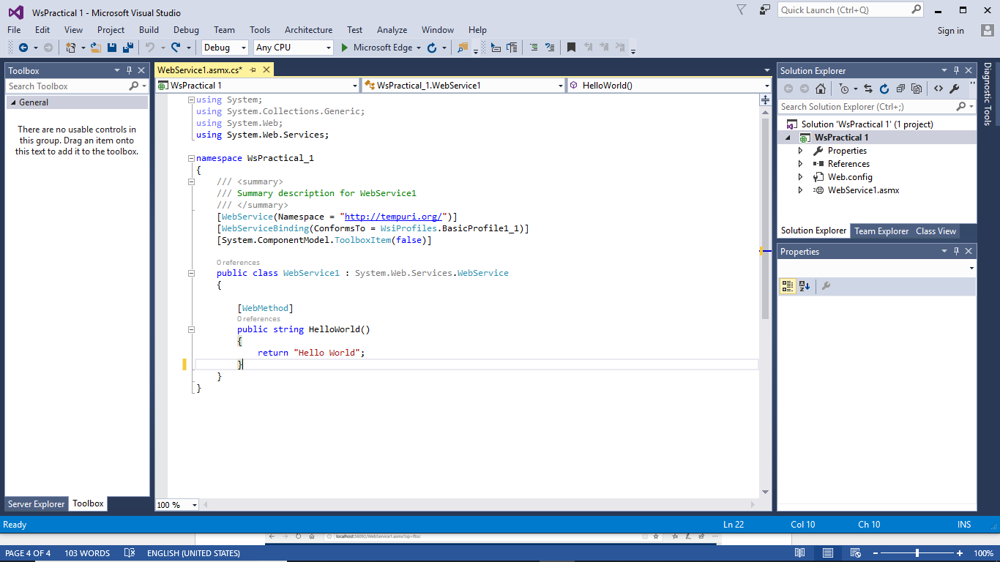 WsPractical 1 - Microsoft Visual Studio
Quick Launch (Ctrl+Q)
File Edit View Project Build Debug Team Tools Architecture Test Analyze Window Help
Sign in
Debug Any CPU Microsoft Edge
Toolbox
Search Toolbox
General
There are no usable controls in
this group. Drag an item onto
this text to add it to the toolbox.
Server Explorer Toolbox
WebService1.asmx.cs*
WsPractical 1 WsPractical_1.WebService1 HelloWorld()
using System;
using System.Collections.Generic;
using System.Web;
using System.Web.Services;
namespace WsPractical_1
{
/// <summary>
/// Summary description for WebService1
/// </summary>
[WebService(Namespace = "http://tempuri.org/")]
[WebServiceBinding(ConformsTo = WsiProfiles.BasicProfile1_1)]
[System.ComponentModel.ToolboxItem(false)]
0 references
public class WebService1 : System.Web.Services.WebService
{
[WebMethod]
0 references
public string HelloWorld()
{
return "Hello World";
}
}
}
100 %
Solution Explorer
Search Solution Explorer (Ctrl+;)
Solution 'WsPractical 1' (1 project)
WsPractical 1
Properties
References
Web.config
WebService1.asmx
Solution Explorer Team Explorer Class View
Properties
Diagnostic Tools
Ready Ln 22 Col 10 Ch 10 INS
PAGE 4 OF 4 103 WORDS ENGLISH (UNITED STATES) 100%